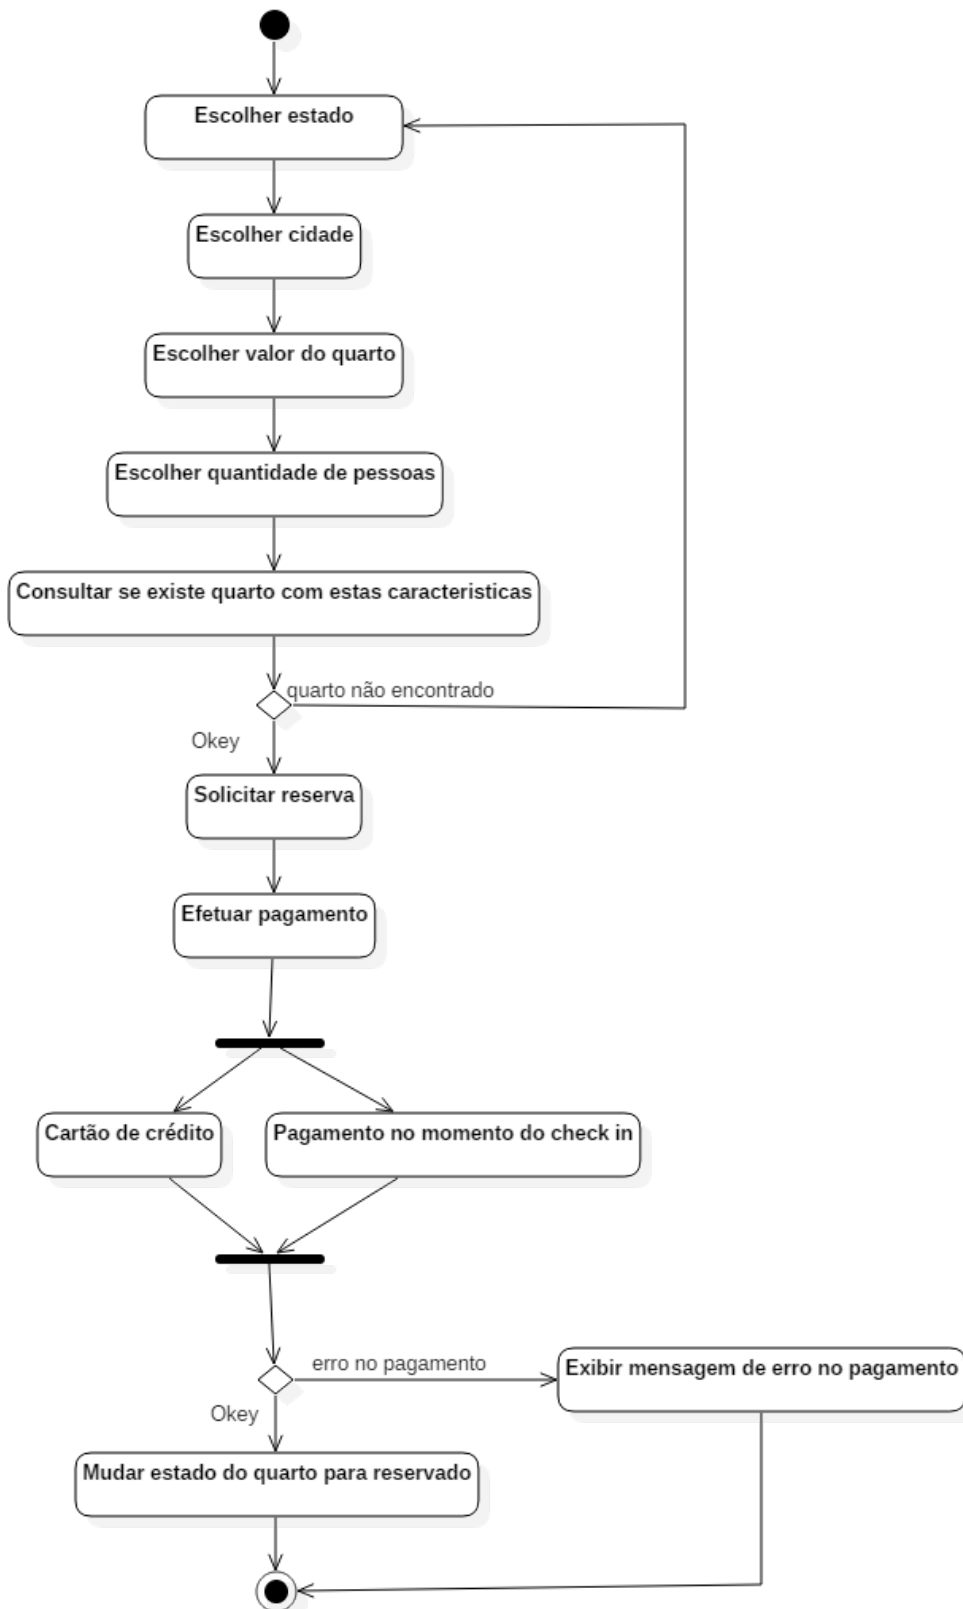 Escolher estado
Escolher cidade
Escolher valor do quarto
Escolher quantidade de pessoas
Consultar se existe quarto com estas caracteristicas
quarto não encontrado
Okey
Solicitar reserva
Efetuar pagamento
Cartão de crédito
Pagamento no momento do check in
erro no pagamento
Exibir mensagem de erro no pagamento
Okey
Mudar estado do quarto para reservado